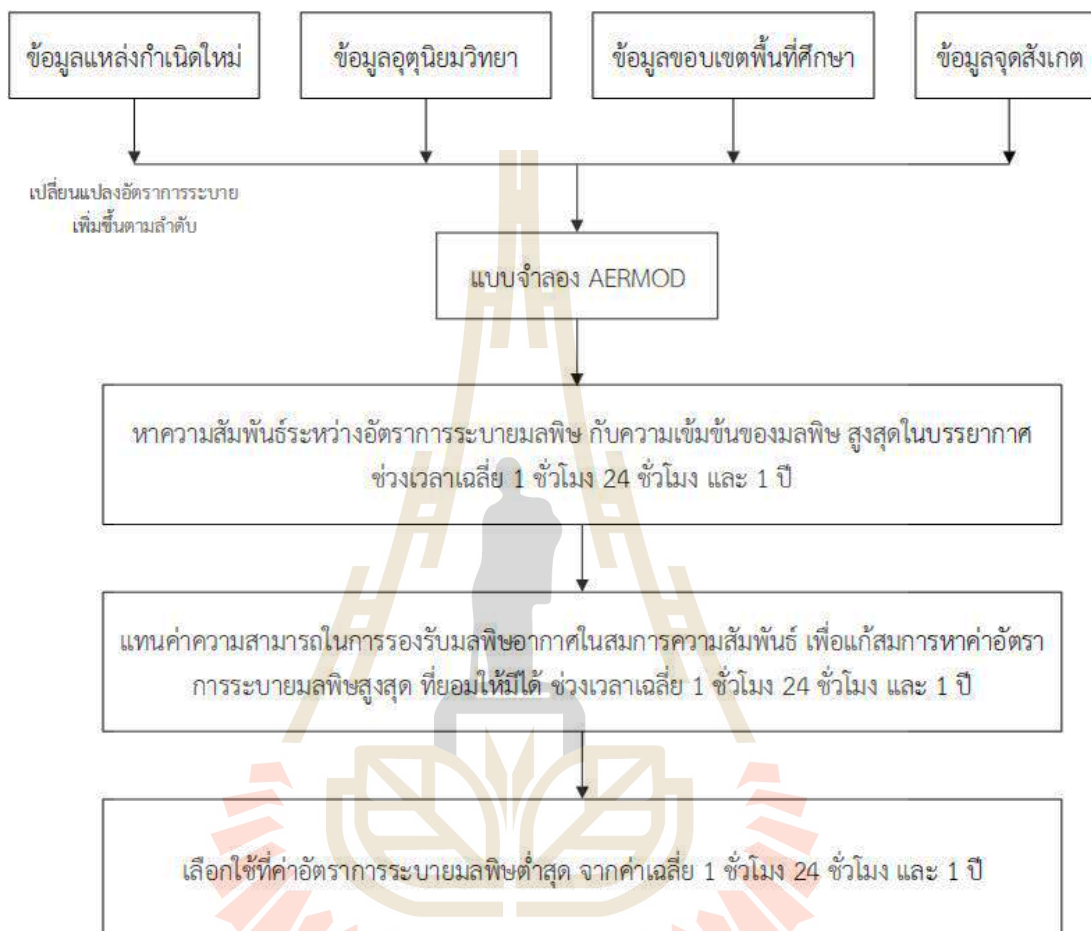 ข้อมูลแหล่งกำเนิดใหม่
ข้อมูลอุตุนิยมวิทยา
ข้อมูลขอบเขตพื้นที่ศึกษา
ข้อมูลจุดสังเกต
เปลี่ยนแปลงอัตราการระบาย
เพิ่มขึ้นตามลำดับ
แบบจำลอง AERMOD
หาความสัมพันธ์ระหว่างอัตราการระบายมลพิษ กับความเข้มข้นของมลพิษ สูงสุดในบรรยากาศ
ช่วงเวลาเฉลี่ย 1 ชั่วโมง 24 ชั่วโมง และ 1 ปี
แทนค่าความสามารถในการรองรับมลพิษอากาศในสมการความสัมพันธ์ เพื่อแก้สมการหาค่าอัตรา
การระบายมลพิษสูงสุด ที่ยอมให้มีได้ ช่วงเวลาเฉลี่ย 1 ชั่วโมง 24 ชั่วโมง และ 1 ปี
เลือกใช้ที่ค่าอัตราการระบายมลพิษต่ำสุด จากค่าเฉลี่ย 1 ชั่วโมง 24 ชั่วโมง และ 1 ปี